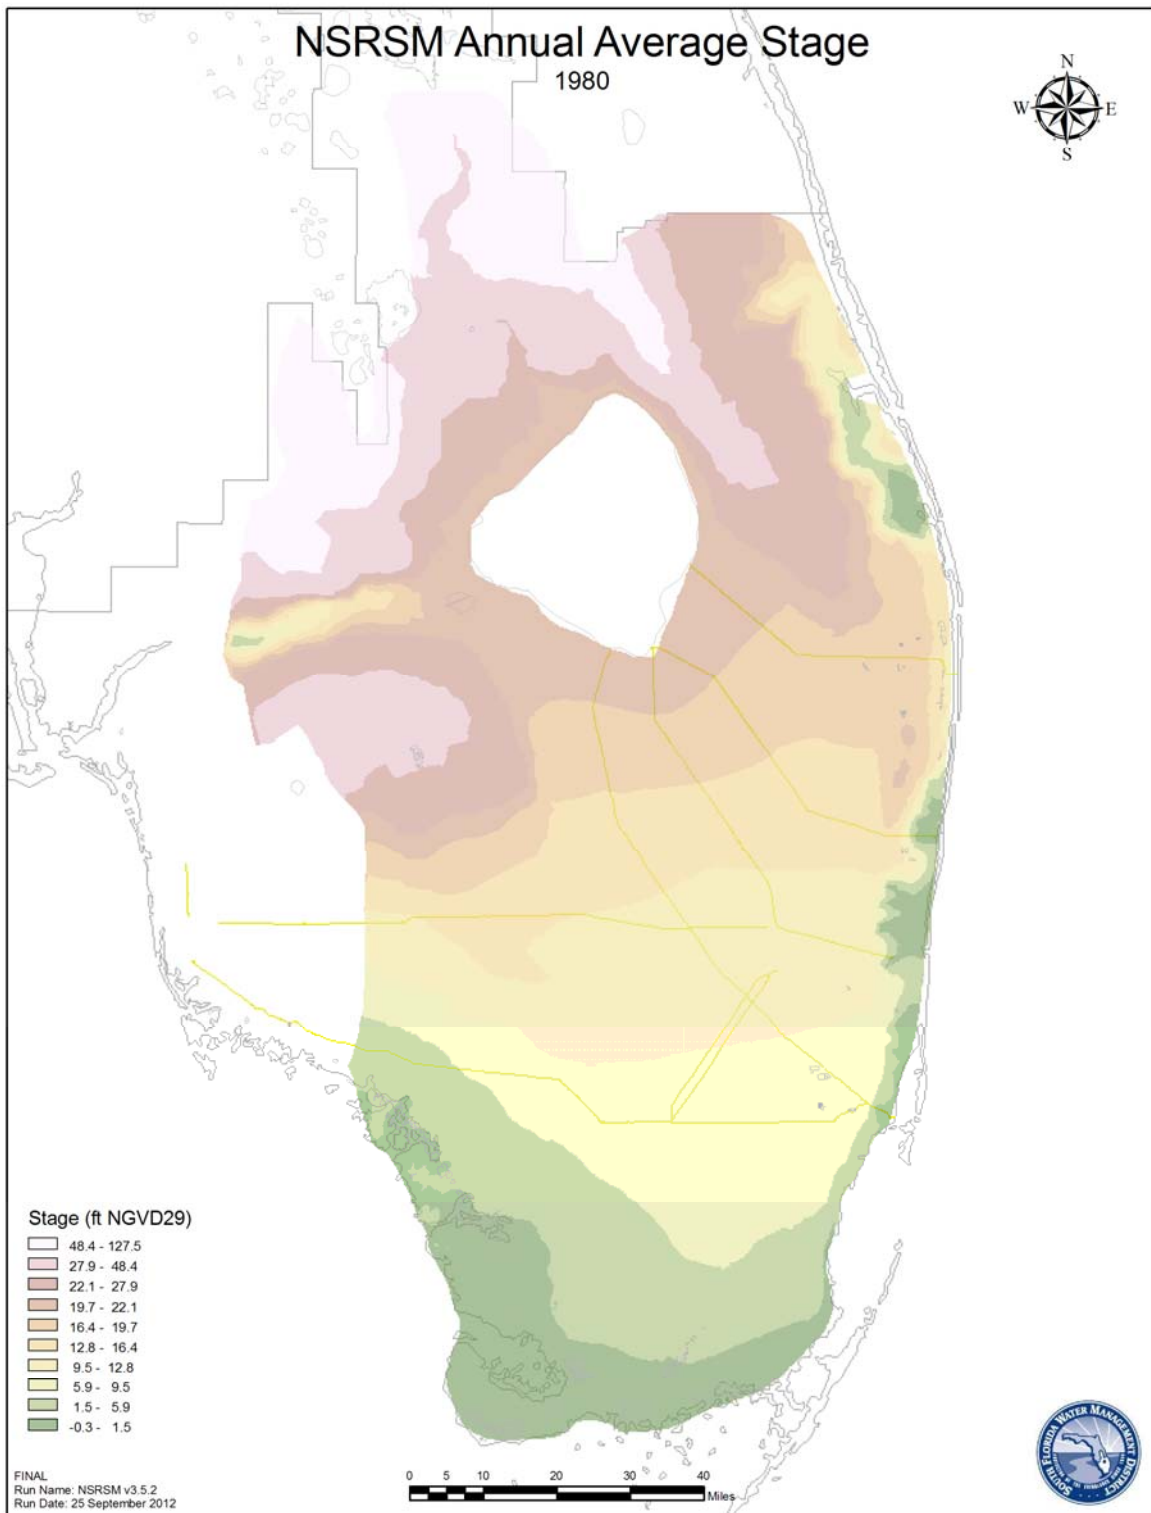 NSRSM Annual Average Stage
1980
N
W E
S
Stage (ft NGVD29)
48.4 - 127.5
27.9 - 48.4
22.1 - 27.9
19.7 - 22.1
16.4 - 19.7
12.8 - 16.4
9.5 - 12.8
5.9 - 9.5
1.5 - 5.9
-0.3 - 1.5
FINAL
Run Name: NSRSM v3.5.2
Run Date: 25 September 2012
0 5 10 20 30 40
Miles
SOUTH FLORIDA WATER MANAGEMENT DISTRICT